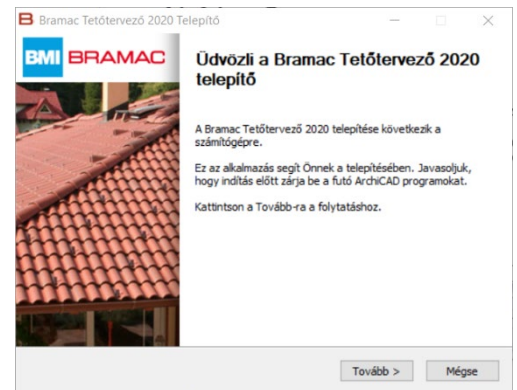 Bramac Tetőtervező 2020 Telepítő
BMI BRAMAC
Üdvözli a Bramac Tetőtervező 2020
telepítő
A Bramac Tetőtervező 2020 telepítése következik a
számítógépre.
Ez az alkalmazás segít Önnek a telepítésében. Javasoljuk,
hogy indítás előtt zárja be a futó ArchiCAD programokat.
Kattintson a Tovább-ra a folytatáshoz.
Tovább >
Mégse